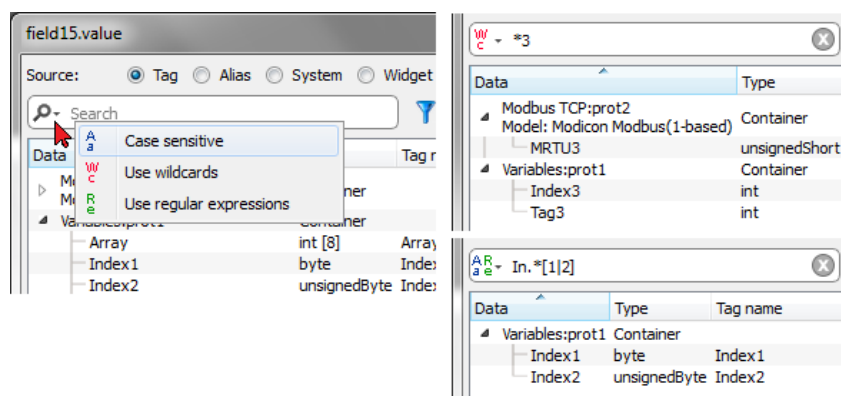 field15.value
Source: Tag Alias System Widget
Search
Case sensitive
Use wildcards
Use regular expressions
Data
Array int [8] Array
Index1 byte
Index2 unsignedByte
Wc *3
Data Type
Modbus TCP:prot2
Model: Modicon Modbus(1-based) Container
MRTU3 unsignedShort
Variables:prot1 Container
Index3 int
Tag3 int
Aa Re In.*[1|2]
Data Type Tag name
Variables:prot1 Container
Index1 byte Index1
Index2 unsignedByte Index2